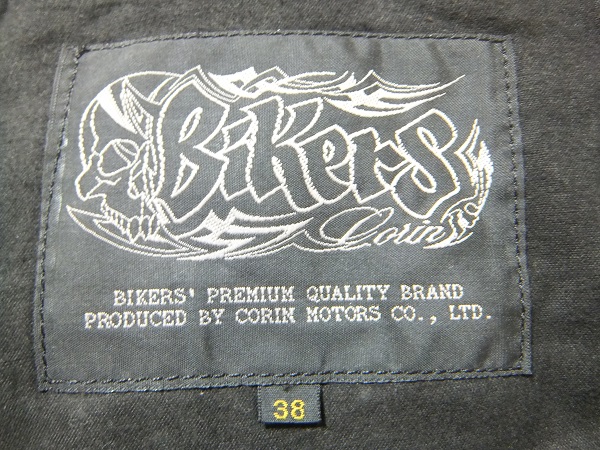 Bikers
Corin
BIKERS' PREMIUM QUALITY BRAND
PRODUCED BY CORIN MOTORS CO., LTD.
38